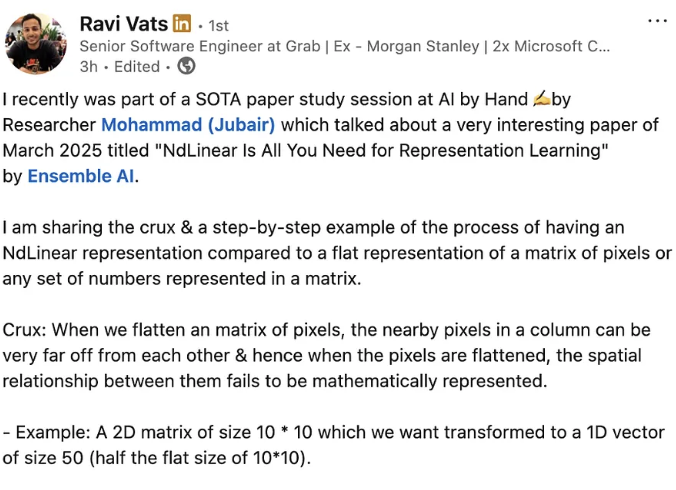 Ravi Vats in • 1st
Senior Software Engineer at Grab | Ex - Morgan Stanley | 2x Microsoft C...
3h • Edited •
I recently was part of a SOTA paper study session at AI by Hand ✍️by
Researcher Mohammad (Jubair) which talked about a very interesting paper of
March 2025 titled "NdLinear Is All You Need for Representation Learning"
by Ensemble AI.
I am sharing the crux & a step-by-step example of the process of having an
NdLinear representation compared to a flat representation of a matrix of pixels or
any set of numbers represented in a matrix.
Crux: When we flatten an matrix of pixels, the nearby pixels in a column can be
very far off from each other & hence when the pixels are flattened, the spatial
relationship between them fails to be mathematically represented.
- Example: A 2D matrix of size 10 * 10 which we want transformed to a 1D vector
of size 50 (half the flat size of 10*10).